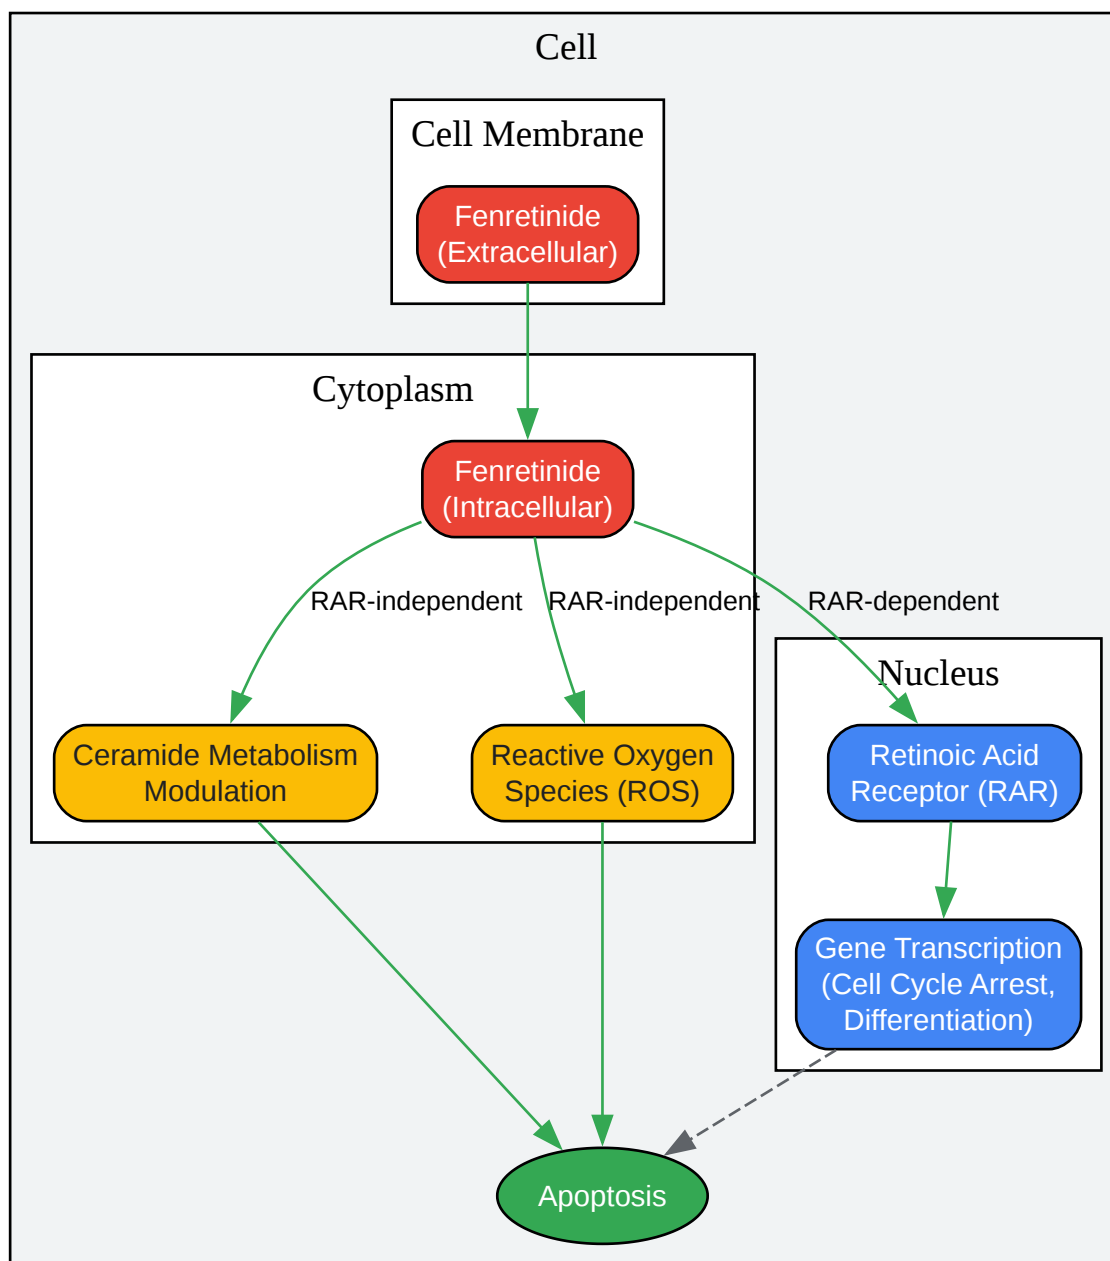 Cell
Cell Membrane
Fenretinide
(Extracellular)
Cytoplasm
Fenretinide
(Intracellular)
RAR-independent
RAR-independent
RAR-dependent
Nucleus
Ceramide Metabolism
Modulation
Reactive Oxygen
Species (ROS)
Retinoic Acid
Receptor (RAR)
Gene Transcription
(Cell Cycle Arrest,
Differentiation)
Apoptosis